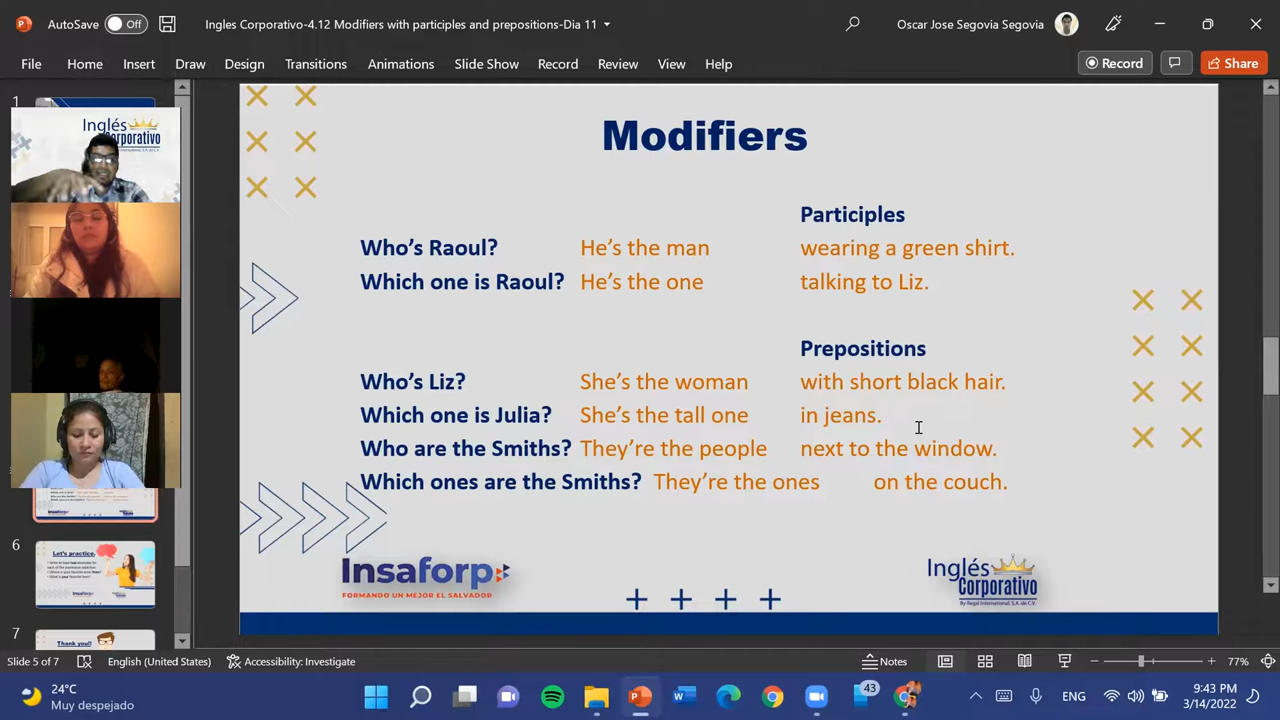 AutoSave Off
Ingles Corporativo-4.12 Modifiers with participles and prepositions-Dia 11
Oscar Jose Segovia Segovia
File Home Insert Draw Design Transitions Animations Slide Show Record Review View Help
Record Share
1
Inglés
Corporativo
Modifiers
Participles
Who's Raoul? He's the man wearing a green shirt.
Which one is Raoul? He's the one talking to Liz.
Prepositions
Who's Liz? She's the woman with short black hair.
Which one is Julia? She's the tall one in jeans.
Who are the Smiths? They're the people next to the window.
Which ones are the Smiths? They're the ones on the couch.
Insaforp
FORMANDO UN MEJOR EL SALVADOR
Inglés
Corporativo
By Regal International, S.A. de C.V.
6
Let's practice.
7
Thank you!!
Slide 5 of 7 English (United States) Accessibility: Investigate Notes 77%
24°C
Muy despejado
43
ENG
9:43 PM
3/14/2022